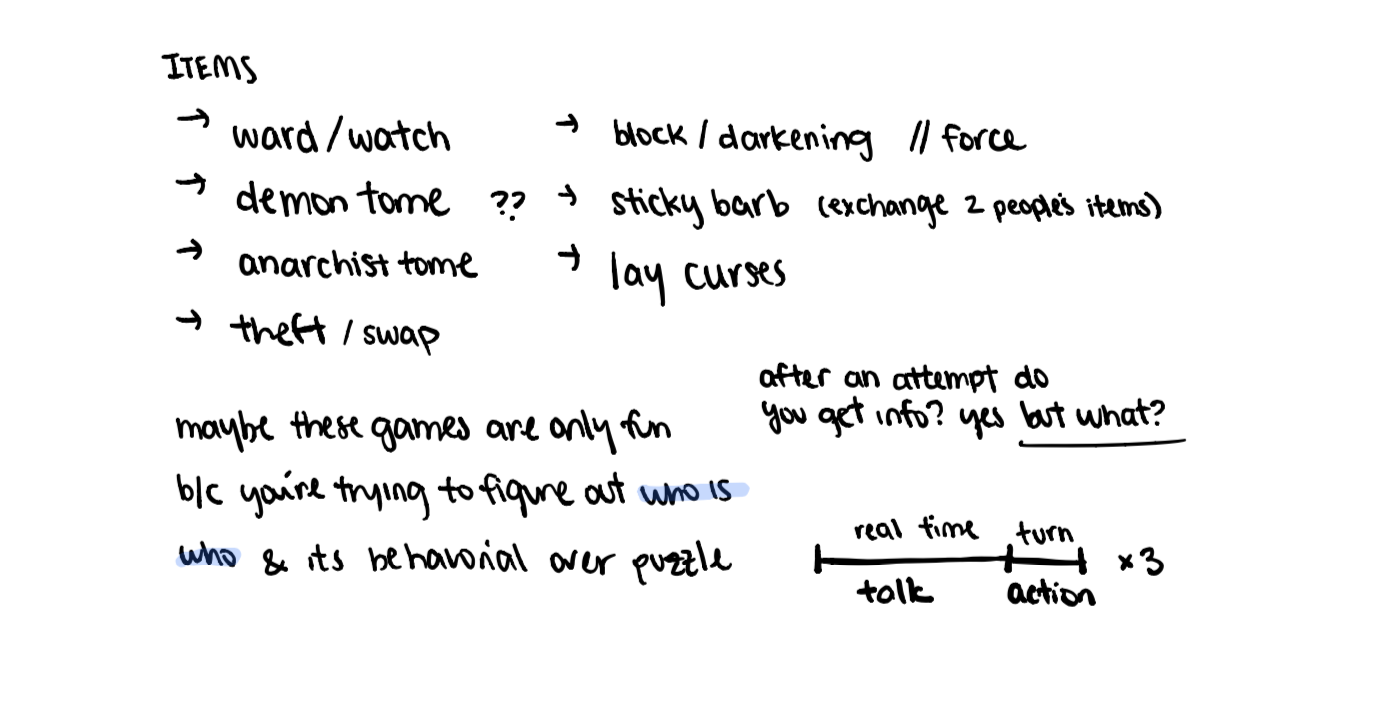 ITEMS
→ ward/watch
→ demon tome ??
→ anarchist tome
→ theft / swap
→ block / darkening // force
→ sticky barb (exchange 2 people's items)
→ lay curses
after an attempt do
you get info? yes but what?
maybe these games are only fun
b/c you're trying to figure out who is
who & its behavorial over puzzle
real time turn
talk action ×3